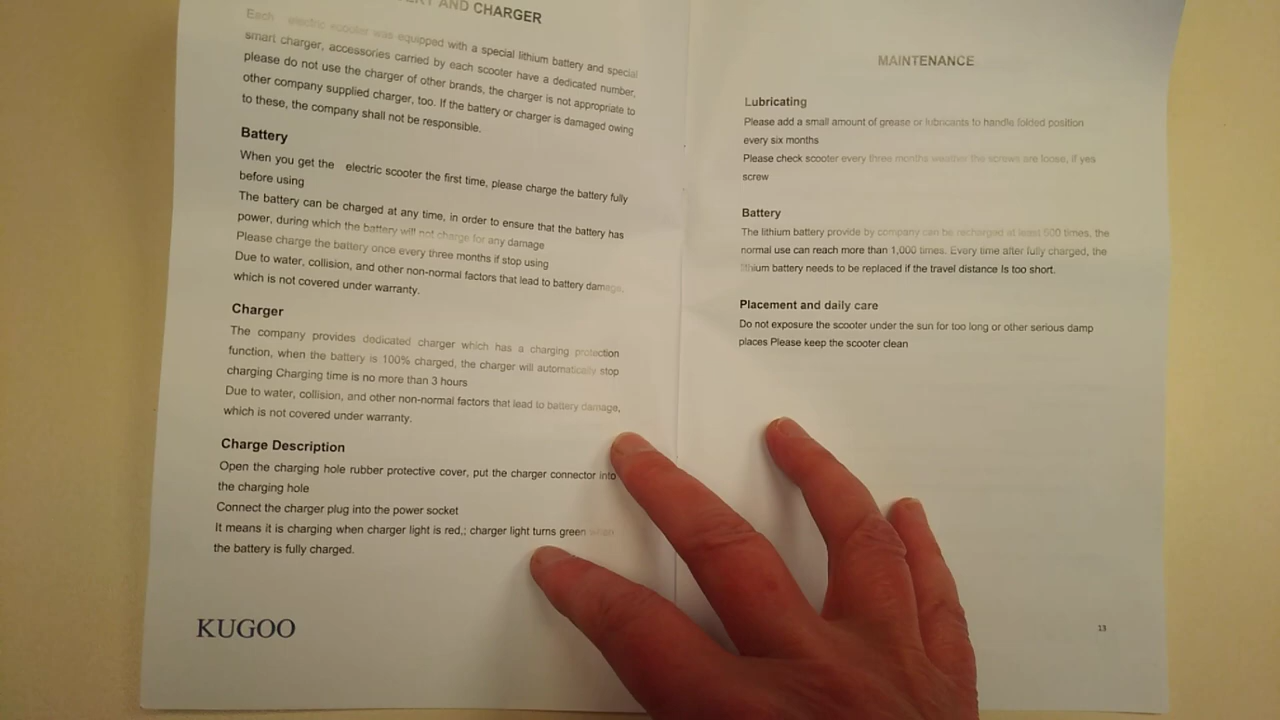 AND CHARGER
Each electric scooter was equipped with a special lithium battery and special
smart charger, accessories carried by each scooter have a dedicated number,
please do not use the charger of other brands, the charger is not appropriate to
other company supplied charger, too. If the battery or charger is damaged owing
to these, the company shall not be responsible.
Battery
When you get the electric scooter the first time, please charge the battery fully
before using
The battery can be charged at any time, in order to ensure that the battery has
power, during which the battery will not charge for any damage
Please charge the battery once every three months if stop using
Due to water, collision, and other non-normal factors that lead to battery damage,
which is not covered under warranty.
Charger
The company provides dedicated charger which has a charging protection
function, when the battery is 100% charged, the charger will automatically stop
charging Charging time is no more than 3 hours
Due to water, collision, and other non-normal factors that lead to battery damage,
which is not covered under warranty.
Charge Description
Open the charging hole rubber protective cover, put the charger connector into
the charging hole
Connect the charger plug into the power socket
It means it is charging when charger light is red,; charger light turns green when
the battery is fully charged.
KUGOO
MAINTENANCE
Lubricating
Please add a small amount of grease or lubricants to handle folded position
every six months
Please check scooter every three months weather the screws are loose, if yes
screw
Battery
The lithium battery provide by company can be recharged at least 500 times, the
normal use can reach more than 1,000 times. Every time after fully charged, the
lithium battery needs to be replaced if the travel distance Is too short.
Placement and daily care
Do not exposure the scooter under the sun for too long or other serious damp
places Please keep the scooter clean
13